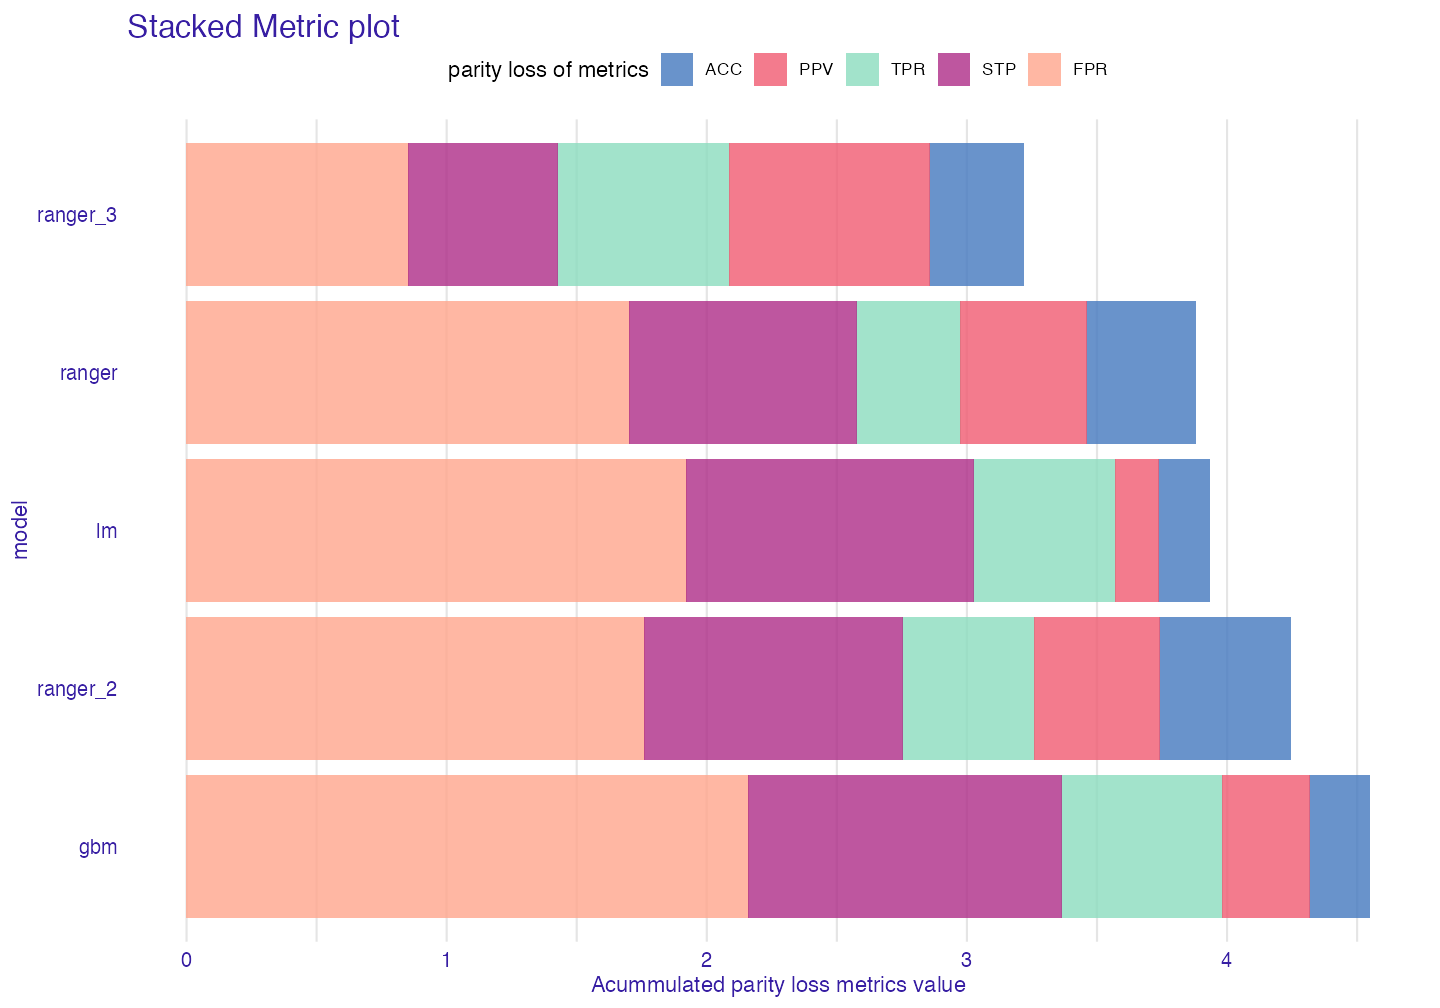 Stacked Metric plot
parity loss of metrics ACC PPV TPR STP FPR
ranger_3
ranger
lm
ranger_2
gbm
model
0 1 2 3 4
Acummulated parity loss metrics value